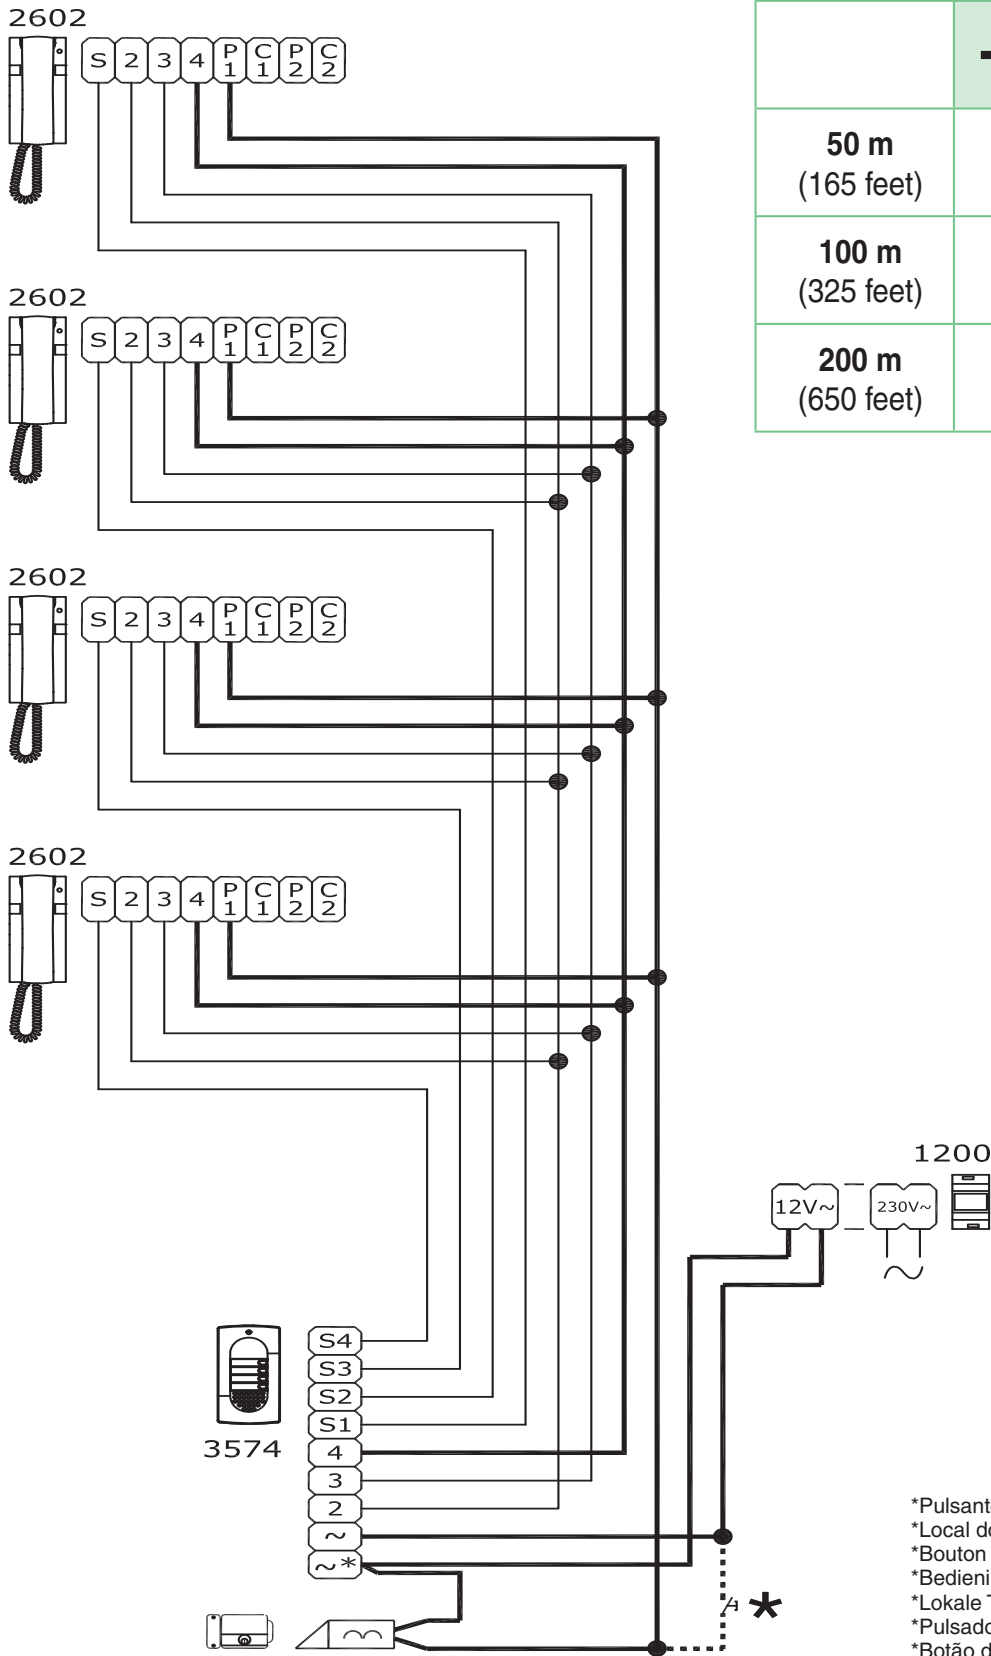 2602
S 2 3 4 P1 C1 P2 C2
50 m
(165 feet)
100 m
(325 feet)
200 m
(650 feet)
2602
S 2 3 4 P1 C1 P2 C2
2602
S 2 3 4 P1 C1 P2 C2
2602
S 2 3 4 P1 C1 P2 C2
1200
12V~ 230V~
~
S4
S3
S2
S1
4
3
2
~
~*
3574
*
*Pulsant
*Local d
*Bouton
*Bedieni
*Lokale
*Pulsado
*Botão d